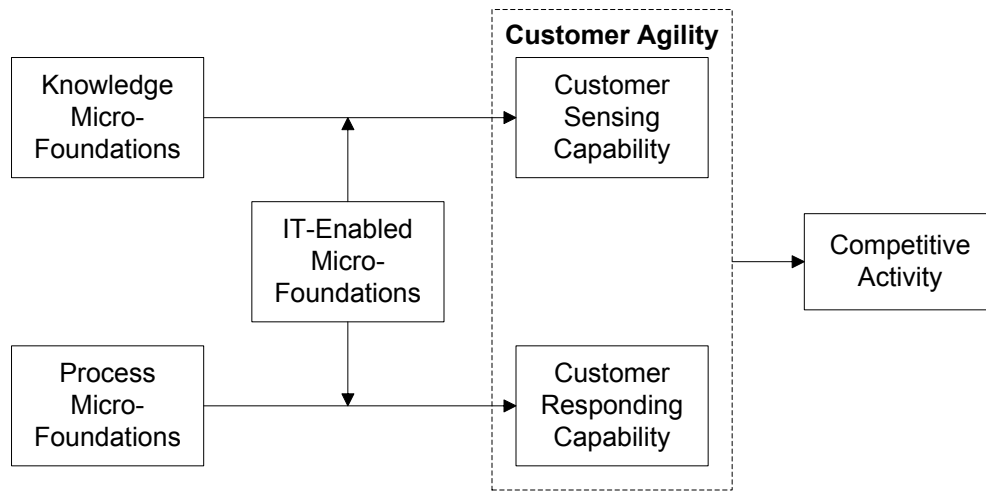 Customer Agility
Knowledge
Micro-
Foundations
Customer
Sensing
Capability
IT-Enabled
Micro-
Foundations
Competitive
Activity
Process
Micro-
Foundations
Customer
Responding
Capability